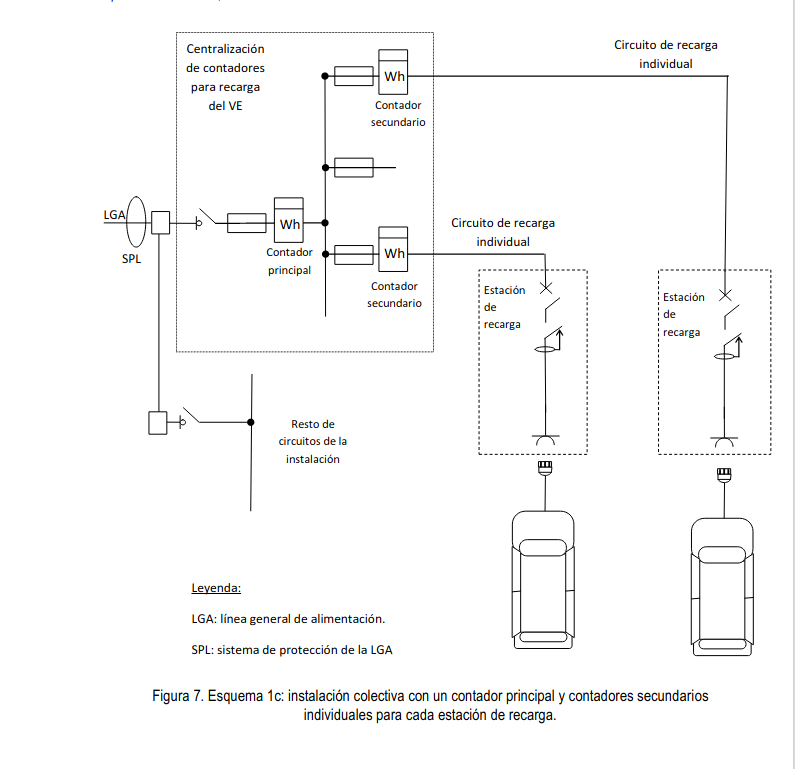 Centralización
de contadores
para recarga
del VE
Wh
Contador
secundario
Circuito de recarga
individual
LGA
SPL
Wh
Contador
principal
Wh
Contador
secundario
Circuito de recarga
individual
Estación
de
recarga
Estación
de
recarga
Resto de
circuitos de la
instalación
Leyenda:
LGA: línea general de alimentación.
SPL: sistema de protección de la LGA
Figura 7. Esquema 1c: instalación colectiva con un contador principal y contadores secundarios
individuales para cada estación de recarga.